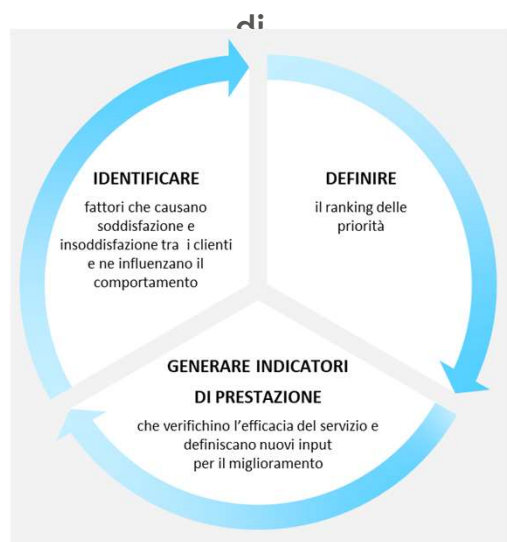 di
IDENTIFICARE
fattori che causano
soddisfazione e
insoddisfazione tra i clienti
e ne influenzano il
comportamento
DEFINIRE
il ranking delle
priorità
GENERARE INDICATORI
DI PRESTAZIONE
che verifichino l'efficacia del servizio e
definiscano nuovi input
per il miglioramento